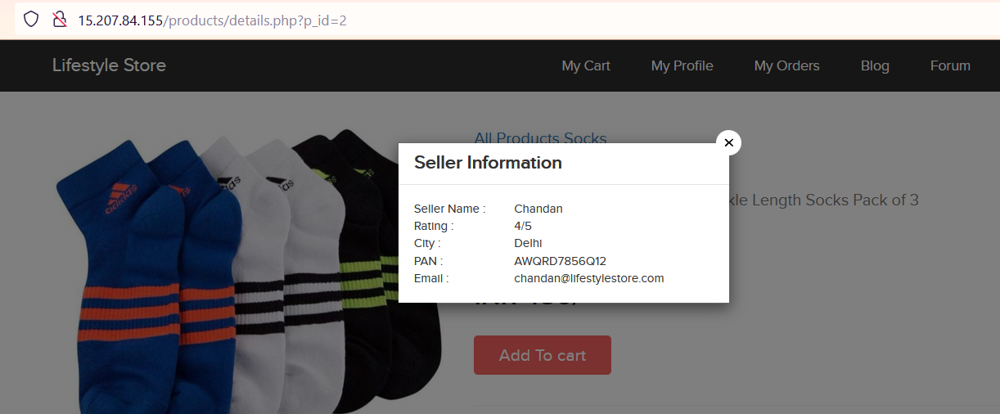 15.207.84.155/products/details.php?p_id=2
Lifestyle Store My Cart My Profile My Orders Blog Forum
All Products Socks
Seller Information
kle Length Socks Pack of 3
Seller Name : Chandan
Rating : 4/5
City : Delhi
PAN : AWQRD7856Q12
Email : chandan@lifestylestore.com
Add To cart
adidas